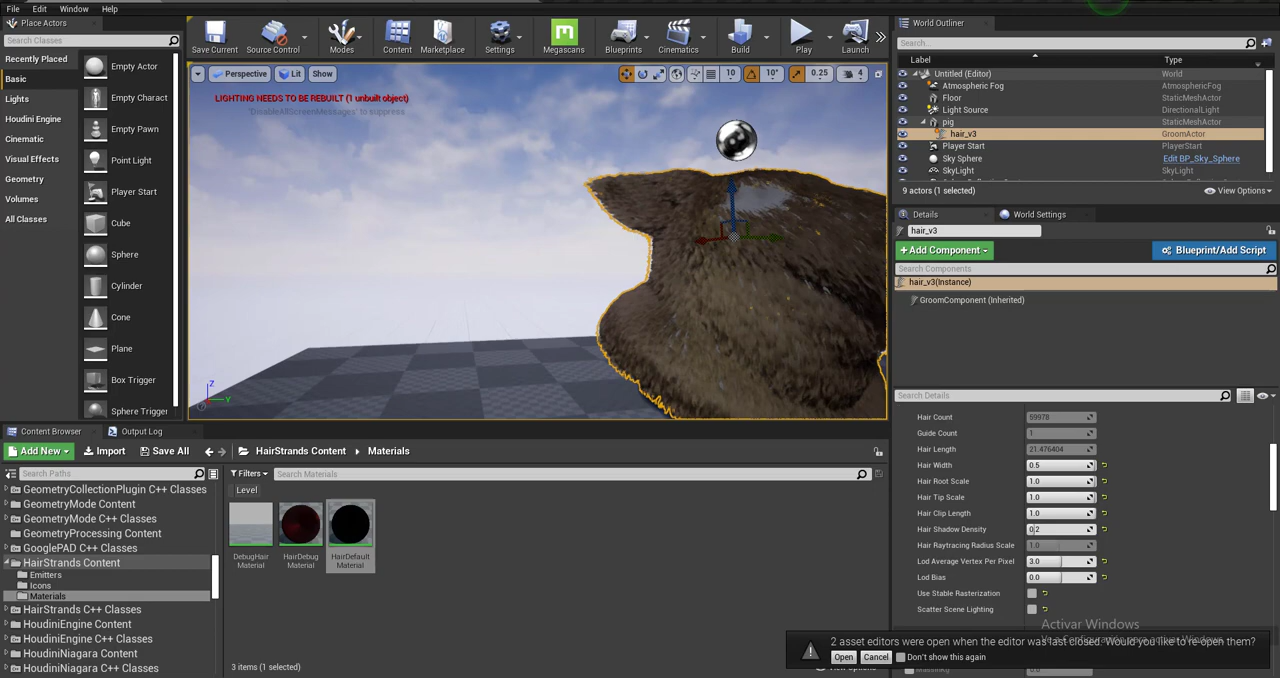 File Edit Window Help
Place Actors
Search Classes
Recently Placed
Basic
Lights
Houdini Engine
Cinematic
Visual Effects
Geometry
Volumes
All Classes
Empty Actor
Empty Charact
Empty Pawn
Point Light
Player Start
Cube
Sphere
Cylinder
Cone
Plane
Box Trigger
Sphere Trigger
Save Current Source Control Modes Content Marketplace Settings Megascans Blueprints Cinematics Build Play Launch
Perspective Lit Show 10 10° 0.25 4
LIGHTING NEEDS TO BE REBUILT (1 unbuilt object)
'DisableAllScreenMessages' to suppress
Z
Y
World Outliner
Search...
Label Type
Untitled (Editor) World
Atmospheric Fog AtmosphericFog
Floor StaticMeshActor
Light Source DirectionalLight
pig StaticMeshActor
hair_v3 GroomActor
Player Start PlayerStart
Sky Sphere Edit BP_Sky_Sphere
SkyLight SkyLight
9 actors (1 selected) View Options
Details World Settings
hair_v3
Add Component Blueprint/Add Script
Search Components
hair_v3(Instance)
GroomComponent (Inherited)
Search Details
Hair Count 59978
Guide Count 1
Hair Length 21.476404
Hair Width 0.5
Hair Root Scale 1.0
Hair Tip Scale 1.0
Hair Clip Length 1.0
Hair Shadow Density 0.2
Hair Raytracing Radius Scale 1.0
Lod Average Vertex Per Pixel 3.0
Lod Bias 0.0
Use Stable Rasterization
Scatter Scene Lighting
Activar Windows
2 asset editors were open when the editor was last closed. Would you like to re-open them?
Open Cancel Don't show this again
Content Browser Output Log
Add New Import Save All HairStrands Content Materials
Search Paths
Filters Search Materials
Level
GeometryCollectionPlugin C++ Classes
GeometryMode Content
GeometryMode C++ Classes
GeometryProcessing Content
GooglePAD C++ Classes
HairStrands Content
Emitters
Icons
Materials
HairStrands C++ Classes
HoudiniEngine Content
HoudiniEngine C++ Classes
HoudiniNiagara Content
HoudiniNiagara C++ Classes
DebugHair
Material
HairDebug
Material
HairDefault
Material
3 items (1 selected)